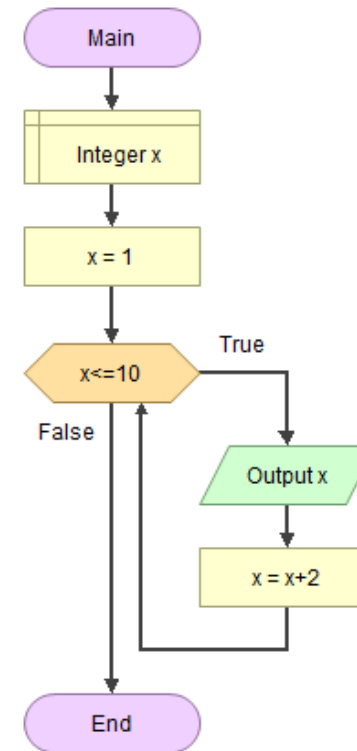 Main
Integer x
x = 1
x<=10
True
False
Output x
x = x+2
End